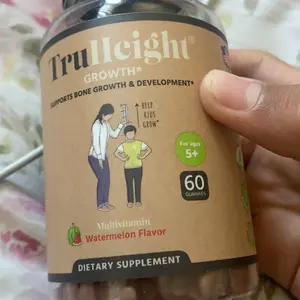 TruHeight®
GROWTH*
SUPPORTS BONE GROWTH & DEVELOPMENT*
HELP
KIDS
GROW*
For ages
5+
60
GUMMIES
Multivitamin
Watermelon Flavor
DIETARY SUPPLEMENT